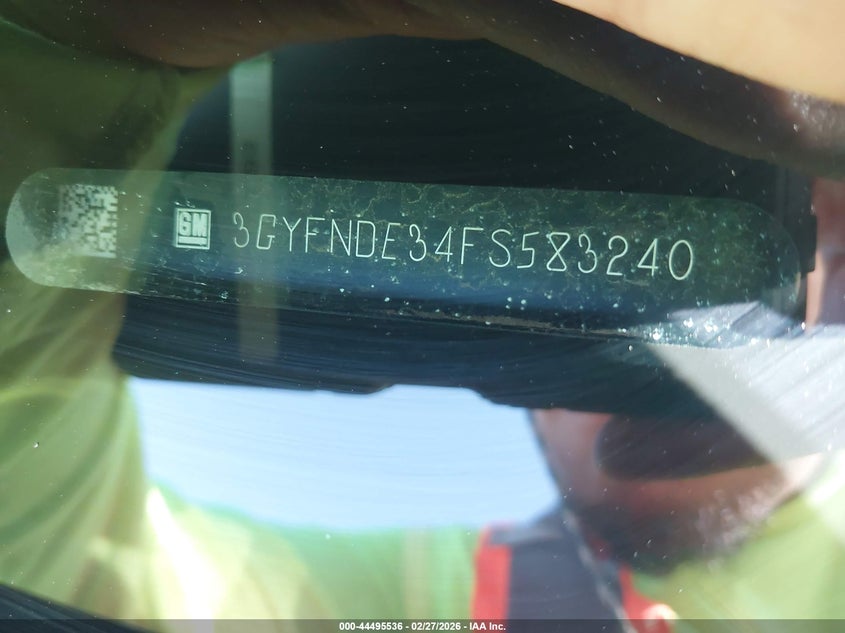 GM 3GYFNDE34FS583240
000-44495536 - 02/27/2026 - IAA Inc.